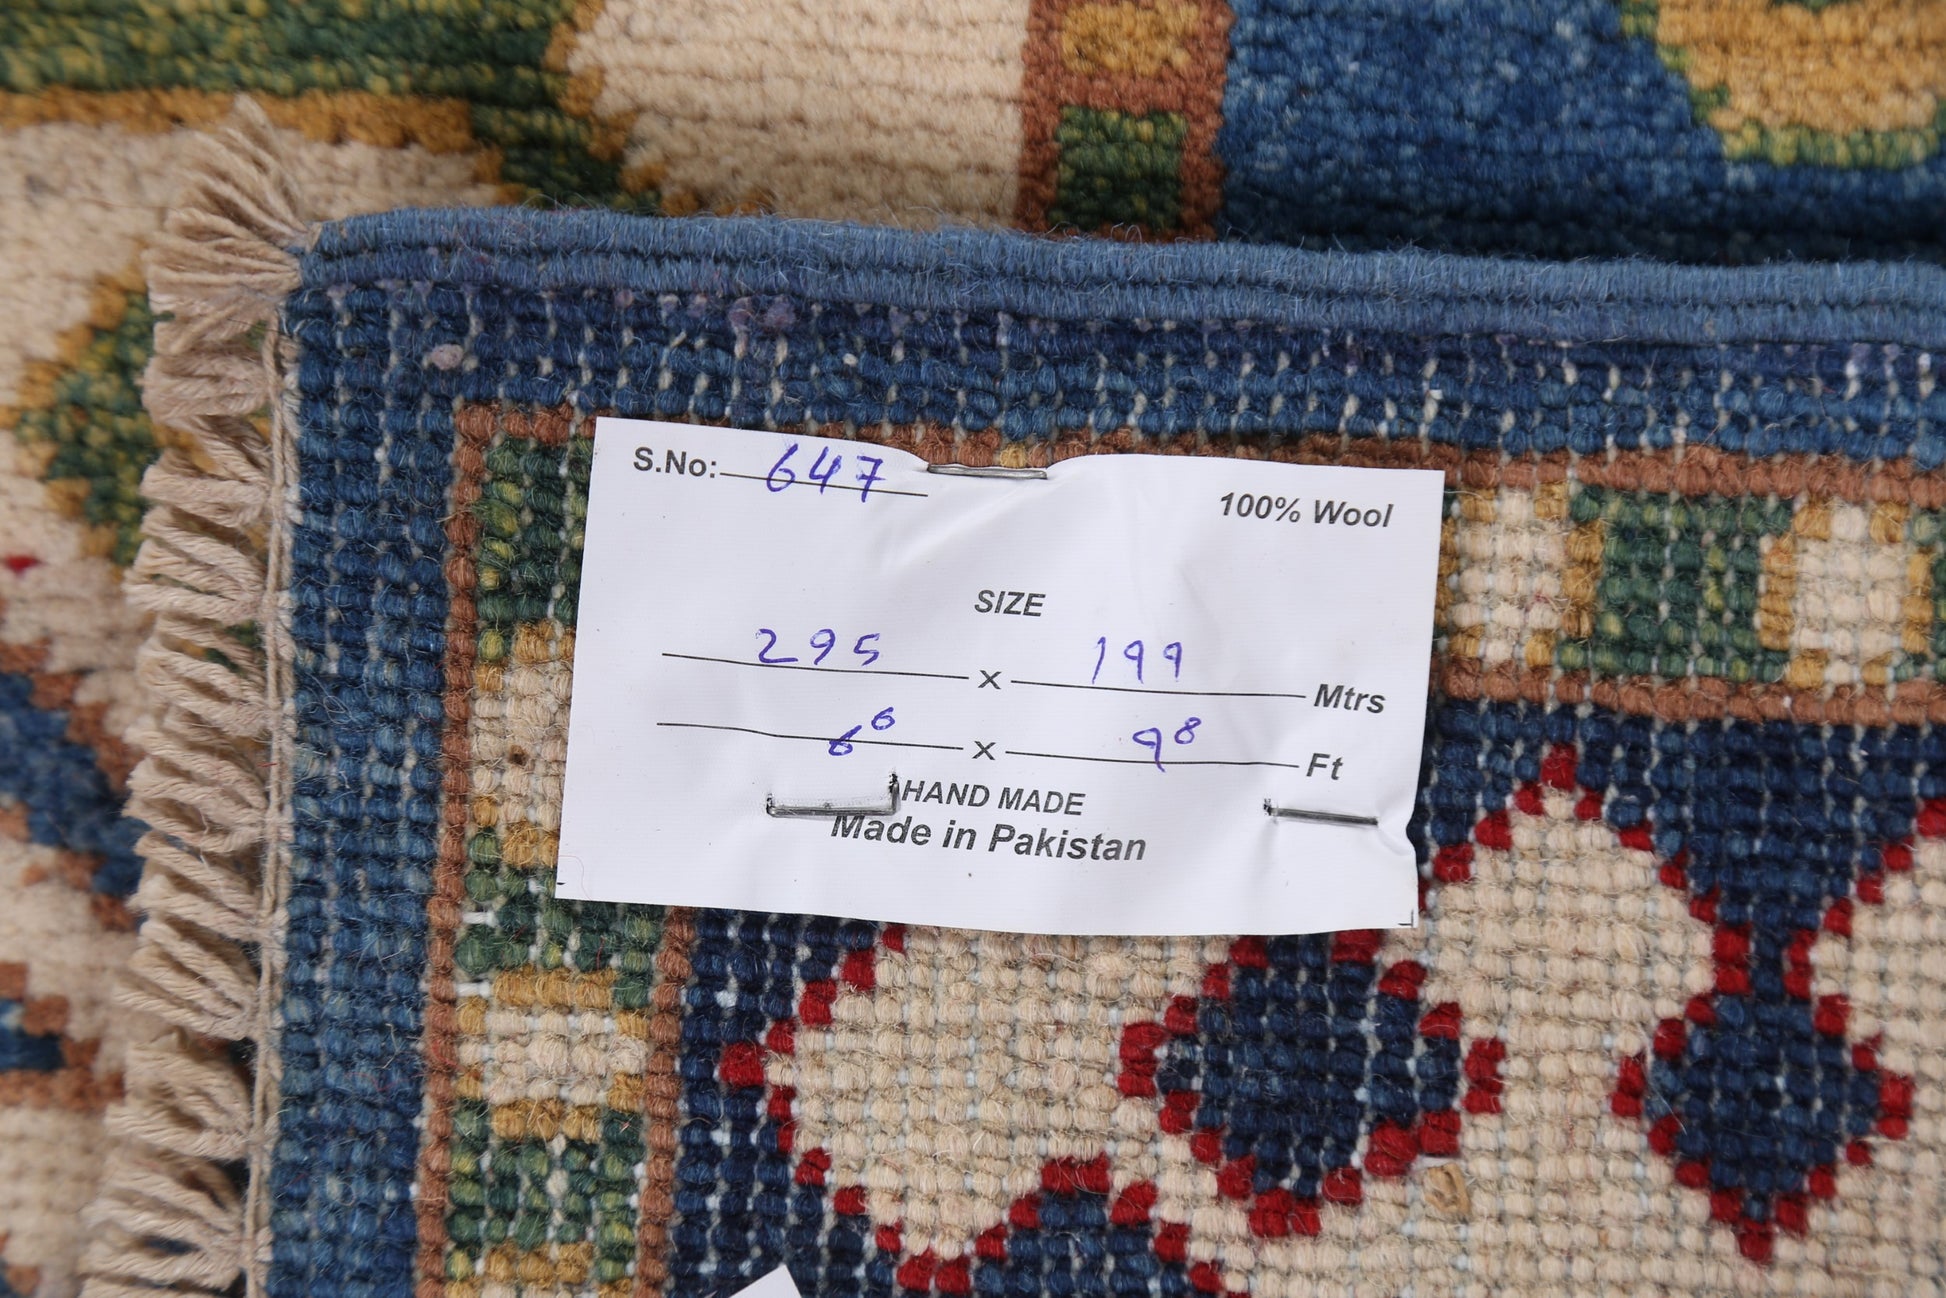 S.No: 647
100% Wool
SIZE
295 x 199 Mtrs
6⁶ x 9⁸ Ft
HAND MADE
Made in Pakistan